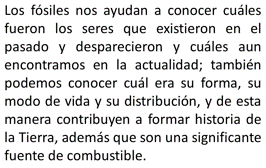 Los fósiles nos ayudan a conocer cuáles
fueron los seres que existieron en el
pasado y desparecieron y cuáles aun
encontramos en la actualidad; también
podemos conocer cuál era su forma, su
modo de vida y su distribución, y de esta
manera contribuyen a formar historia de
la Tierra, además que son una significante
fuente de combustible.